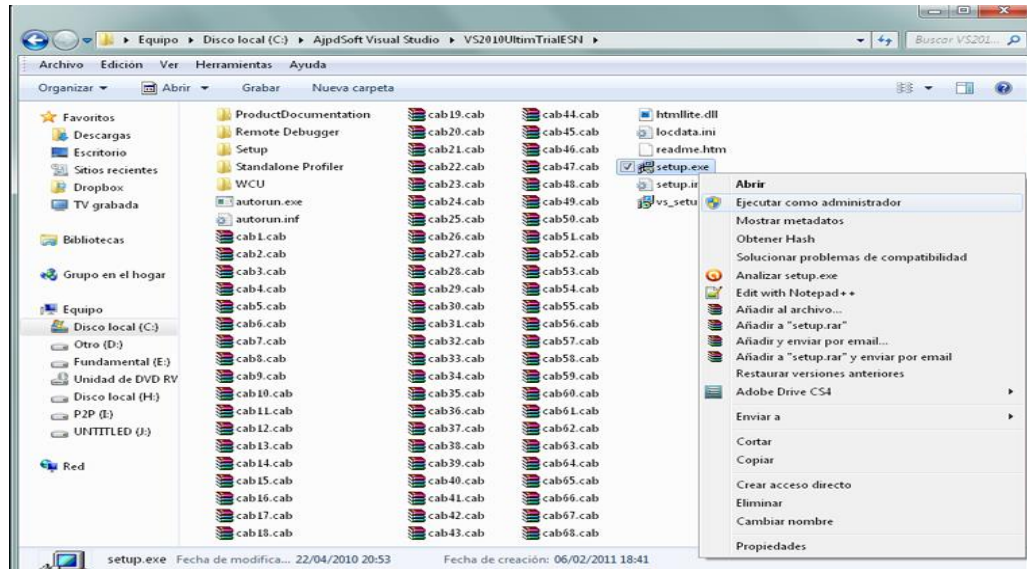 Equipo ▸ Disco local (C:) ▸ AjpdSoft Visual Studio ▸ VS2010UltimTrialESN ▸
Buscar VS201...
Archivo Edición Ver Herramientas Ayuda
Organizar Abrir Grabar Nueva carpeta
Favoritos
Descargas
Escritorio
Sitios recientes
Dropbox
TV grabada
Bibliotecas
Grupo en el hogar
Equipo
Disco local (C:)
Otro (D:)
Fundamental (E:)
Unidad de DVD RV
Disco local (H:)
P2P (I:)
UNTITLED (J:)
Red
ProductDocumentation
Remote Debugger
Setup
Standalone Profiler
WCU
autorun.exe
autorun.inf
cab1.cab
cab2.cab
cab3.cab
cab4.cab
cab5.cab
cab6.cab
cab7.cab
cab8.cab
cab9.cab
cab10.cab
cab11.cab
cab12.cab
cab13.cab
cab14.cab
cab15.cab
cab16.cab
cab17.cab
cab18.cab
cab19.cab
cab20.cab
cab21.cab
cab22.cab
cab23.cab
cab24.cab
cab25.cab
cab26.cab
cab27.cab
cab28.cab
cab29.cab
cab30.cab
cab31.cab
cab32.cab
cab33.cab
cab34.cab
cab35.cab
cab36.cab
cab37.cab
cab38.cab
cab39.cab
cab40.cab
cab41.cab
cab42.cab
cab43.cab
cab44.cab
cab45.cab
cab46.cab
cab47.cab
cab48.cab
cab49.cab
cab50.cab
cab51.cab
cab52.cab
cab53.cab
cab54.cab
cab55.cab
cab56.cab
cab57.cab
cab58.cab
cab59.cab
cab60.cab
cab61.cab
cab62.cab
cab63.cab
cab64.cab
cab65.cab
cab66.cab
cab67.cab
cab68.cab
htmllite.dll
locdata.ini
readme.htm
setup.exe
setup.ir
vs_setu
Abrir
Ejecutar como administrador
Mostrar metadatos
Obtener Hash
Solucionar problemas de compatibilidad
Analizar setup.exe
Edit with Notepad++
Añadir al archivo...
Añadir a "setup.rar"
Añadir y enviar por email...
Añadir a "setup.rar" y enviar por email
Restaurar versiones anteriores
Adobe Drive CS4
Enviar a
Cortar
Copiar
Crear acceso directo
Eliminar
Cambiar nombre
Propiedades
setup.exe Fecha de modifica... 22/04/2010 20:53 Fecha de creación: 06/02/2011 18:41